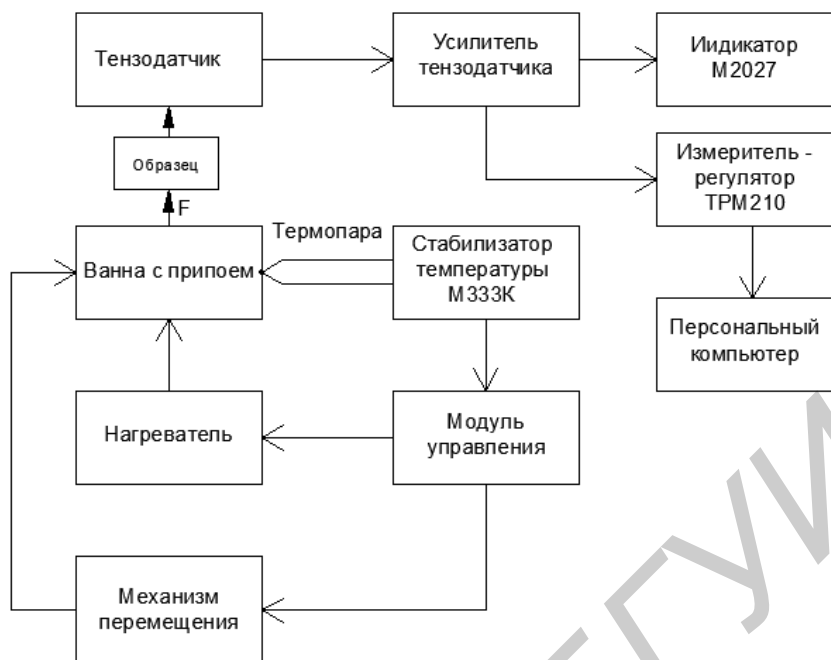 Тензодатчик
Усилитель
тензодатчика
Иидикатор
М2027
Образец
Измеритель -
регулятор
ТРМ210
F
Термопара
Ванна с припоем
Стабилизатор
температуры
М333К
Персональный
компьютер
Нагреватель
Модуль
управления
Механизм
перемещения
БГУИ